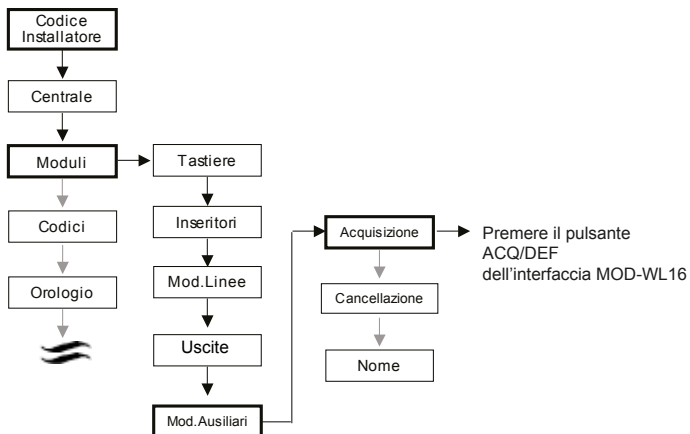 Codice
Installatore
Centrale
Moduli
Codici
Orologio
Tastiere
Inseritori
Mod.Linee
Uscite
Mod.Ausiliari
Acquisizione
Cancellazione
Nome
Premere il pulsante
ACQ/DEF
dell'interfaccia MOD-WL16